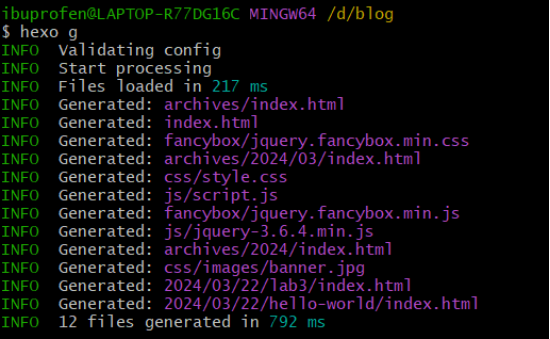 ibuprofen@LAPTOP-R77DG16C MINGW64 /d/blog
$ hexo g
INFO  Validating config
INFO  Start processing
INFO  Files loaded in 217 ms
INFO  Generated: archives/index.html
INFO  Generated: index.html
INFO  Generated: fancybox/jquery.fancybox.min.css
INFO  Generated: archives/2024/03/index.html
INFO  Generated: css/style.css
INFO  Generated: js/script.js
INFO  Generated: fancybox/jquery.fancybox.min.js
INFO  Generated: js/jquery-3.6.4.min.js
INFO  Generated: archives/2024/index.html
INFO  Generated: css/images/banner.jpg
INFO  Generated: 2024/03/22/lab3/index.html
INFO  Generated: 2024/03/22/hello-world/index.html
INFO  12 files generated in 792 ms